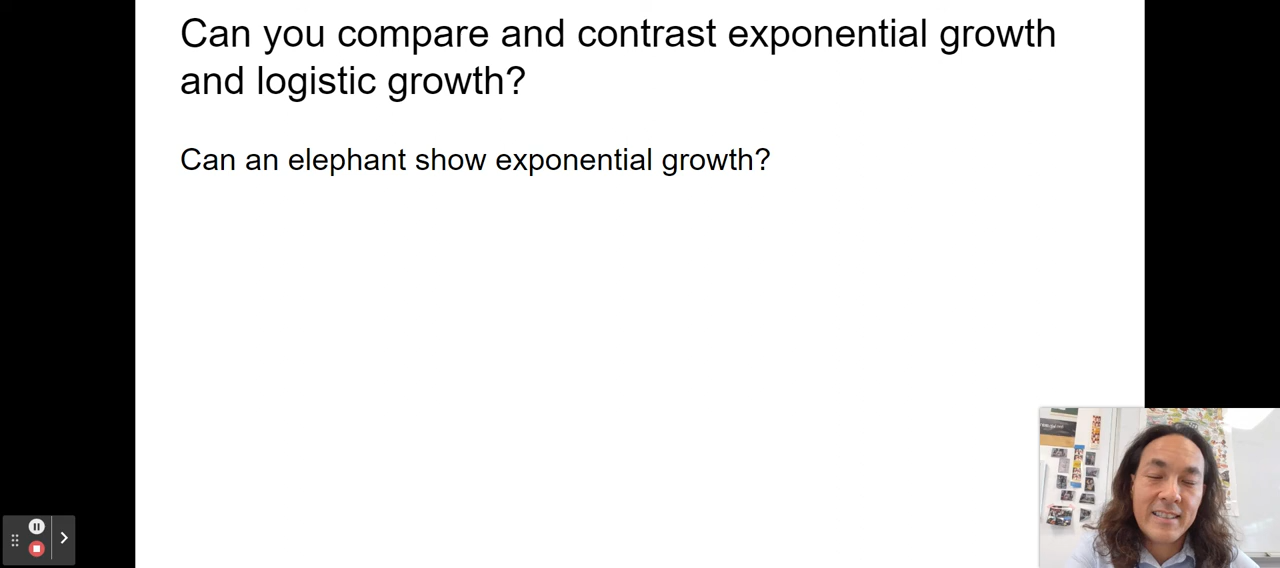 Can you compare and contrast exponential growth
and logistic growth?
Can an elephant show exponential growth?